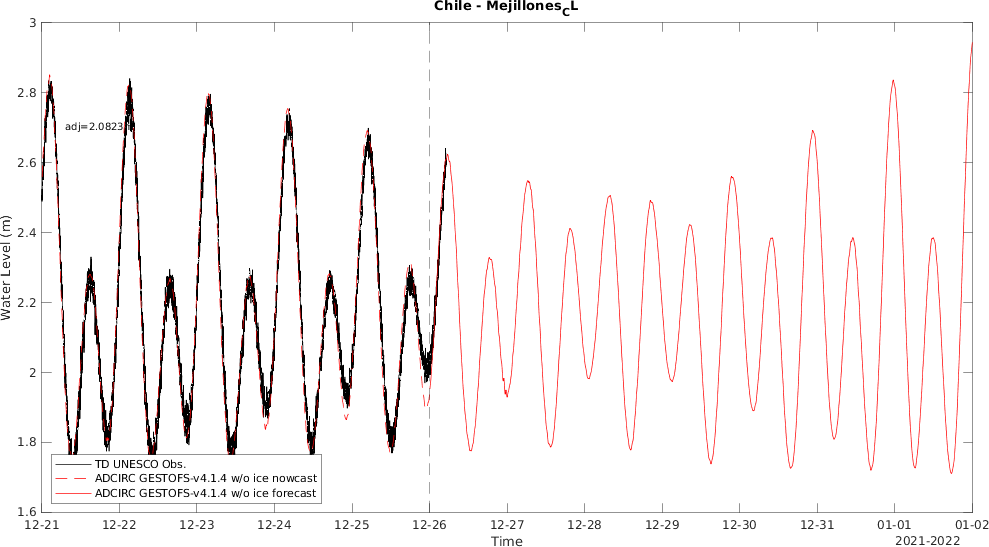 Chile - Mejillones_CL
3
2.8
2.6
2.4
2.2
2
1.8
1.6
Water Level (m)
adj=2.0823
TD UNESCO Obs.
ADCIRC GESTOFS-v4.1.4 w/o ice nowcast
ADCIRC GESTOFS-v4.1.4 w/o ice forecast
12-21 12-22 12-23 12-24 12-25 12-26 12-27 12-28 12-29 12-30 12-31 01-01 01-02
Time
2021-2022